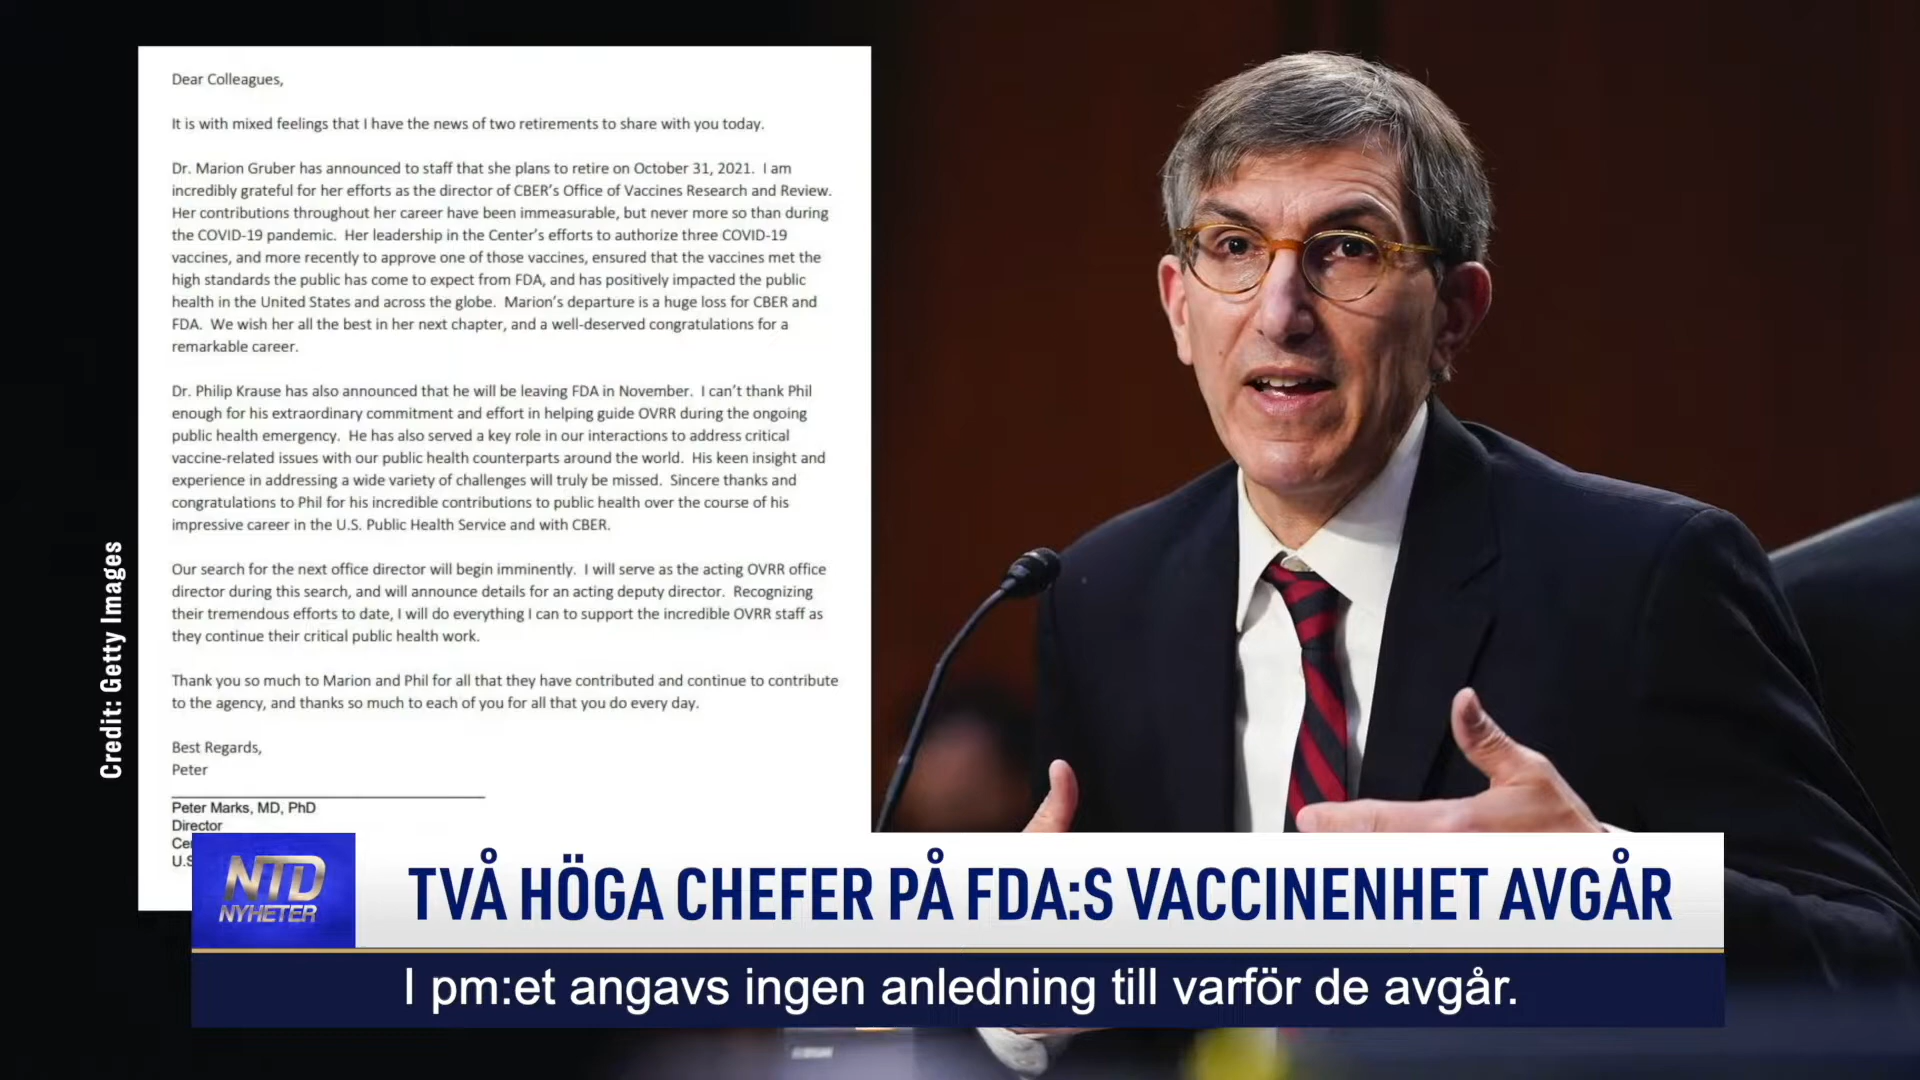 Dear Colleagues,
It is with mixed feelings that I have the news of two retirements to share with you today.
Dr. Marion Gruber has announced to staff that she plans to retire on October 31, 2021. I am
incredibly grateful for her efforts as the director of CBER's Office of Vaccines Research and Review.
Her contributions throughout her career have been immeasurable, but never more so than during
the COVID-19 pandemic. Her leadership in the Center's efforts to authorize three COVID-19
vaccines, and more recently to approve one of those vaccines, ensured that the vaccines met the
high standards the public has come to expect from FDA, and has positively impacted the public
health in the United States and across the globe. Marion's departure is a huge loss for CBER and
FDA. We wish her all the best in her next chapter, and a well-deserved congratulations for a
remarkable career.
Dr. Philip Krause has also announced that he will be leaving FDA in November. I can't thank Phil
enough for his extraordinary commitment and effort in helping guide OVRR during the ongoing
public health emergency. He has also served a key role in our interactions to address critical
vaccine-related issues with our public health counterparts around the world. His keen insight and
experience in addressing a wide variety of challenges will truly be missed. Sincere thanks and
congratulations to Phil for his incredible contributions to public health over the course of his
impressive career in the U.S. Public Health Service and with CBER.
Our search for the next office director will begin imminently. I will serve as the acting OVRR office
director during this search, and will announce details for an acting deputy director. Recognizing
their tremendous efforts to date, I will do everything I can to support the incredible OVRR staff as
they continue their critical public health work.
Thank you so much to Marion and Phil for all that they have contributed and continue to contribute
to the agency, and thanks so much to each of you for all that you do every day.
Best Regards,
Peter
Peter Marks, MD, PhD
Director
Credit: Getty Images
NTD
NYHETER
TVÅ HÖGA CHEFER PÅ FDA:S VACCINENHET AVGÅR
I pm:et angavs ingen anledning till varför de avgår.